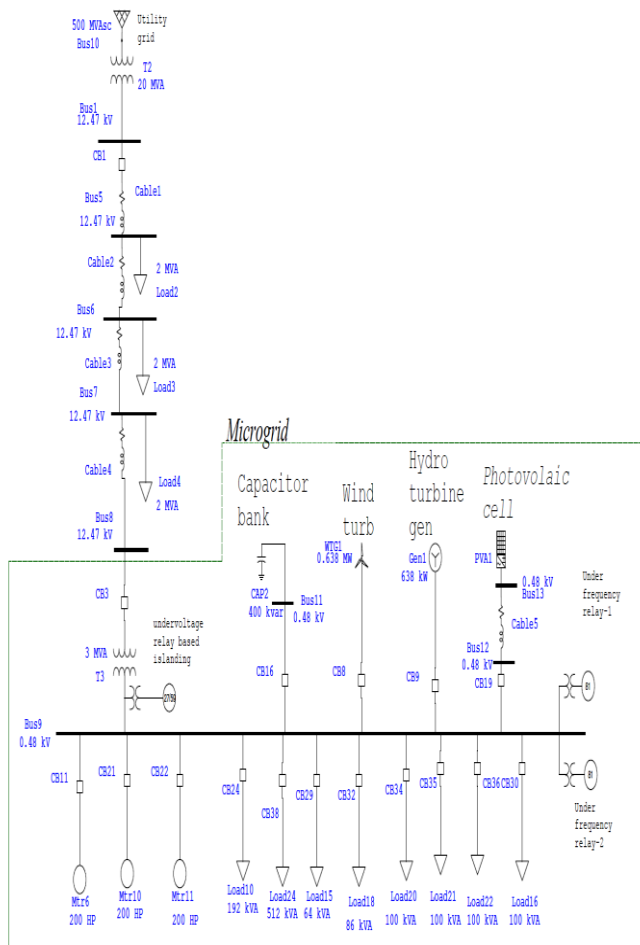 500 MVAsc
Utility
grid
Bus10
T2
20 MVA
Bus1
12.47 kV
CB1
Cable1
Bus5
12.47 kV
Cable2
2 MVA
Load2
Bus6
12.47 kV
Cable3
2 MVA
Load3
Bus7
12.47 kV
Cable4
Load4
2 MVA
Bus8
12.47 kV
Microgrid
Capacitor
bank
Wind
turb
Hydro
turbine
gen
Photovolaic
cell
WTG1
0.638 MW
Gen1
638 kW
PVA1
CAP2
400 kvar
Bus11
0.48 kV
0.48 kV
Bus13
Cable5
Bus12
0.48 kV
Under
frequency
relay-1
CB3
undervoltage
relay based
islanding
3 MVA
T3
27/59
CB16
CB8
CB9
CB19
81
Bus9
0.48 kV
CB11
CB21
CB22
CB24
CB38
CB29
CB32
CB34
CB35
CB36
CB30
81
Under
frequency
relay-2
Mtr6
200 HP
Mtr10
200 HP
Mtr11
200 HP
Load10
192 kVA
Load24
512 kVA
Load15
64 kVA
Load18
86 kVA
Load20
100 kVA
Load21
100 kVA
Load22
100 kVA
Load16
100 kVA